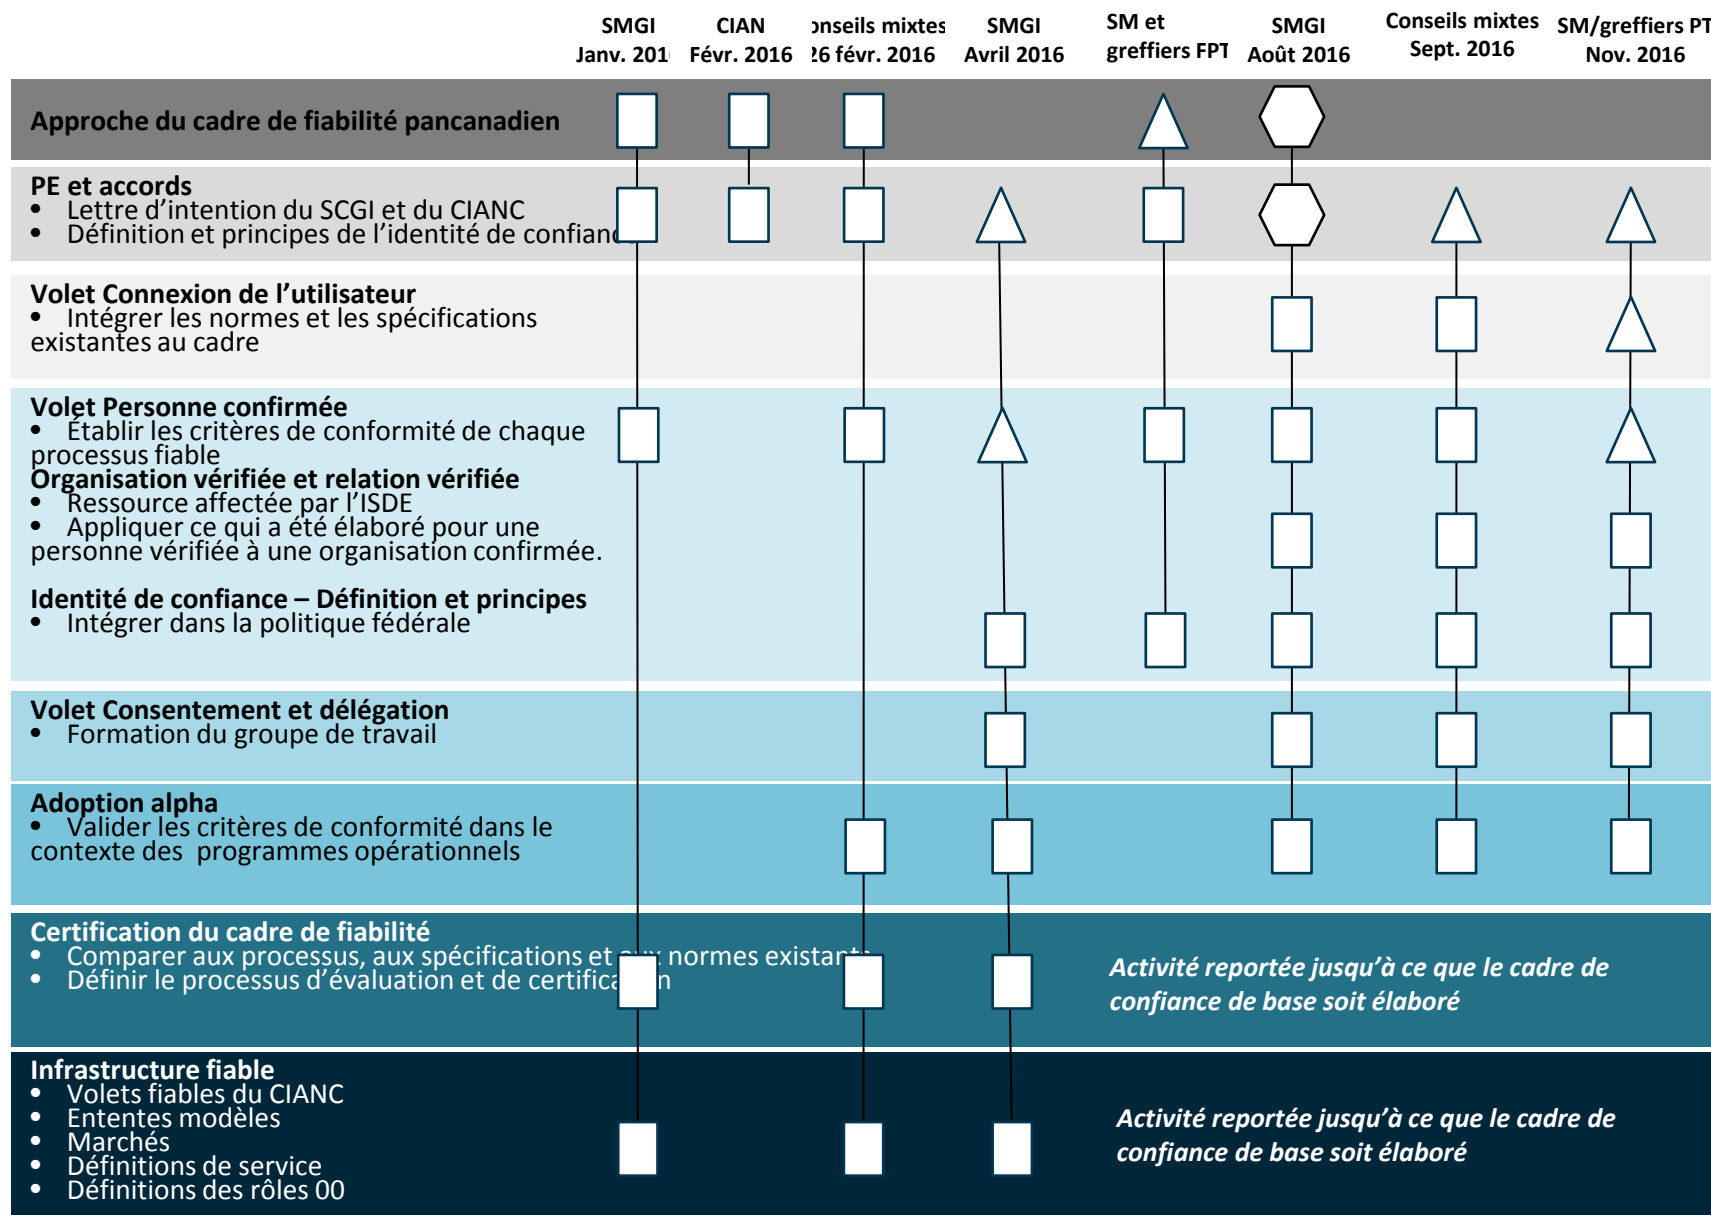 SMGI
Janv. 201
CIAN
Févr. 2016
onseils mixtes
26 févr. 2016
SMGI
Avril 2016
SM et
greffiers FPT
SMGI
Août 2016
Conseils mixtes
Sept. 2016
SM/greffiers PT
Nov. 2016
Approche du cadre de fiabilité pancanadien
PE et accords
• Lettre d’intention du SCGI et du CIANC
• Définition et principes de l’identité de confianc
Volet Connexion de l’utilisateur
• Intégrer les normes et les spécifications
existantes au cadre
Volet Personne confirmée
• Établir les critères de conformité de chaque
processus fiable
Organisation vérifiée et relation vérifiée
• Ressource affectée par l’ISDE
• Appliquer ce qui a été élaboré pour une
personne vérifiée à une organisation confirmée.
Identité de confiance – Définition et principes
• Intégrer dans la politique fédérale
Volet Consentement et délégation
• Formation du groupe de travail
Adoption alpha
• Valider les critères de conformité dans le
contexte des programmes opérationnels
Certification du cadre de fiabilité
• Comparer aux processus, aux spécifications et aux normes existant
• Définir le processus d’évaluation et de certification
Activité reportée jusqu’à ce que le cadre de
confiance de base soit élaboré
Infrastructure fiable
• Volets fiables du CIANC
• Ententes modèles
• Marchés
• Définitions de service
• Définitions des rôles 00
Activité reportée jusqu’à ce que le cadre de
confiance de base soit élaboré